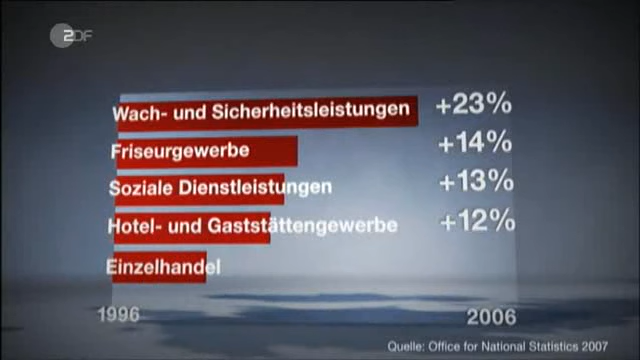 ZDF
Wach- und Sicherheitsleistungen +23%
Friseurgewerbe +14%
Soziale Dienstleistungen +13%
Hotel- und Gaststättengewerbe +12%
Einzelhandel
1996 2006
Quelle: Office for National Statistics 2007